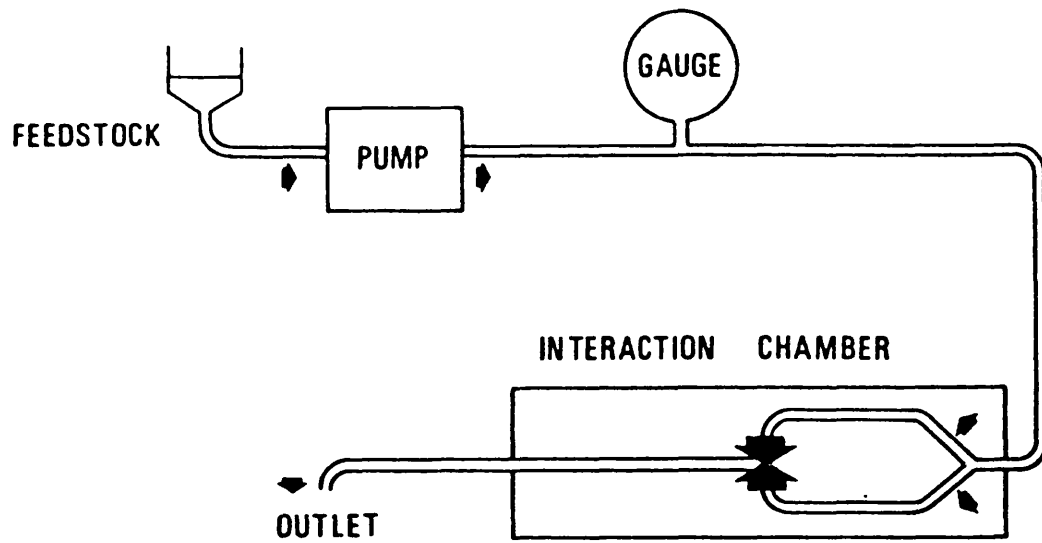 GAUGE
FEEDSTOCK
PUMP
INTERACTION CHAMBER
OUTLET